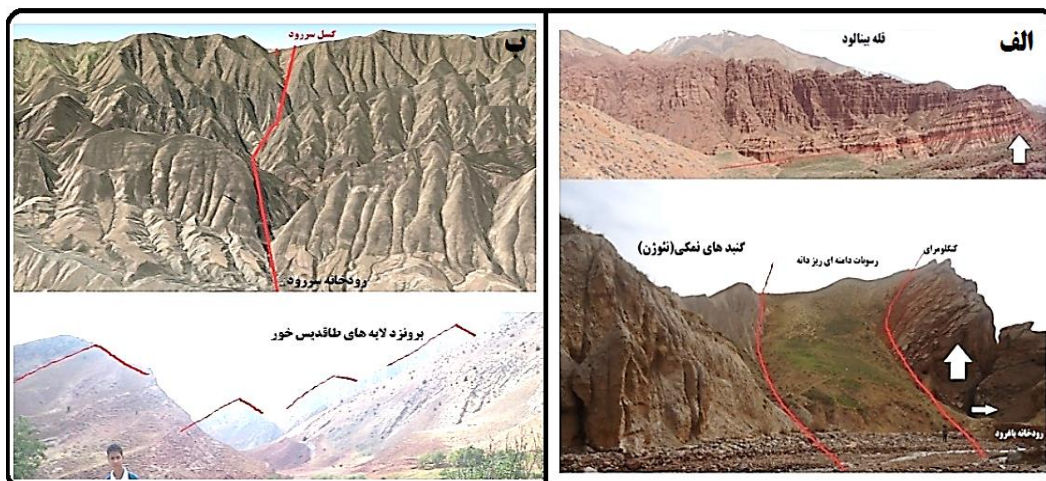 الف
قله بینالود
گنبد های نمکی(نئوژن)
رسوبات دامنه ای ریز دانه
کنگلومرای
رودخانه باغرود
ب
کسل سررود
رودخانه سررود
برونزد لایه های طاقدیس خور